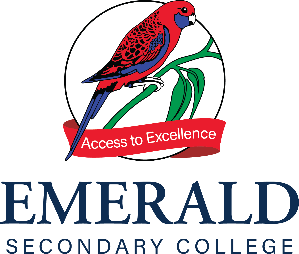 Access to Excellence
EMERALD
SECONDARY COLLEGE